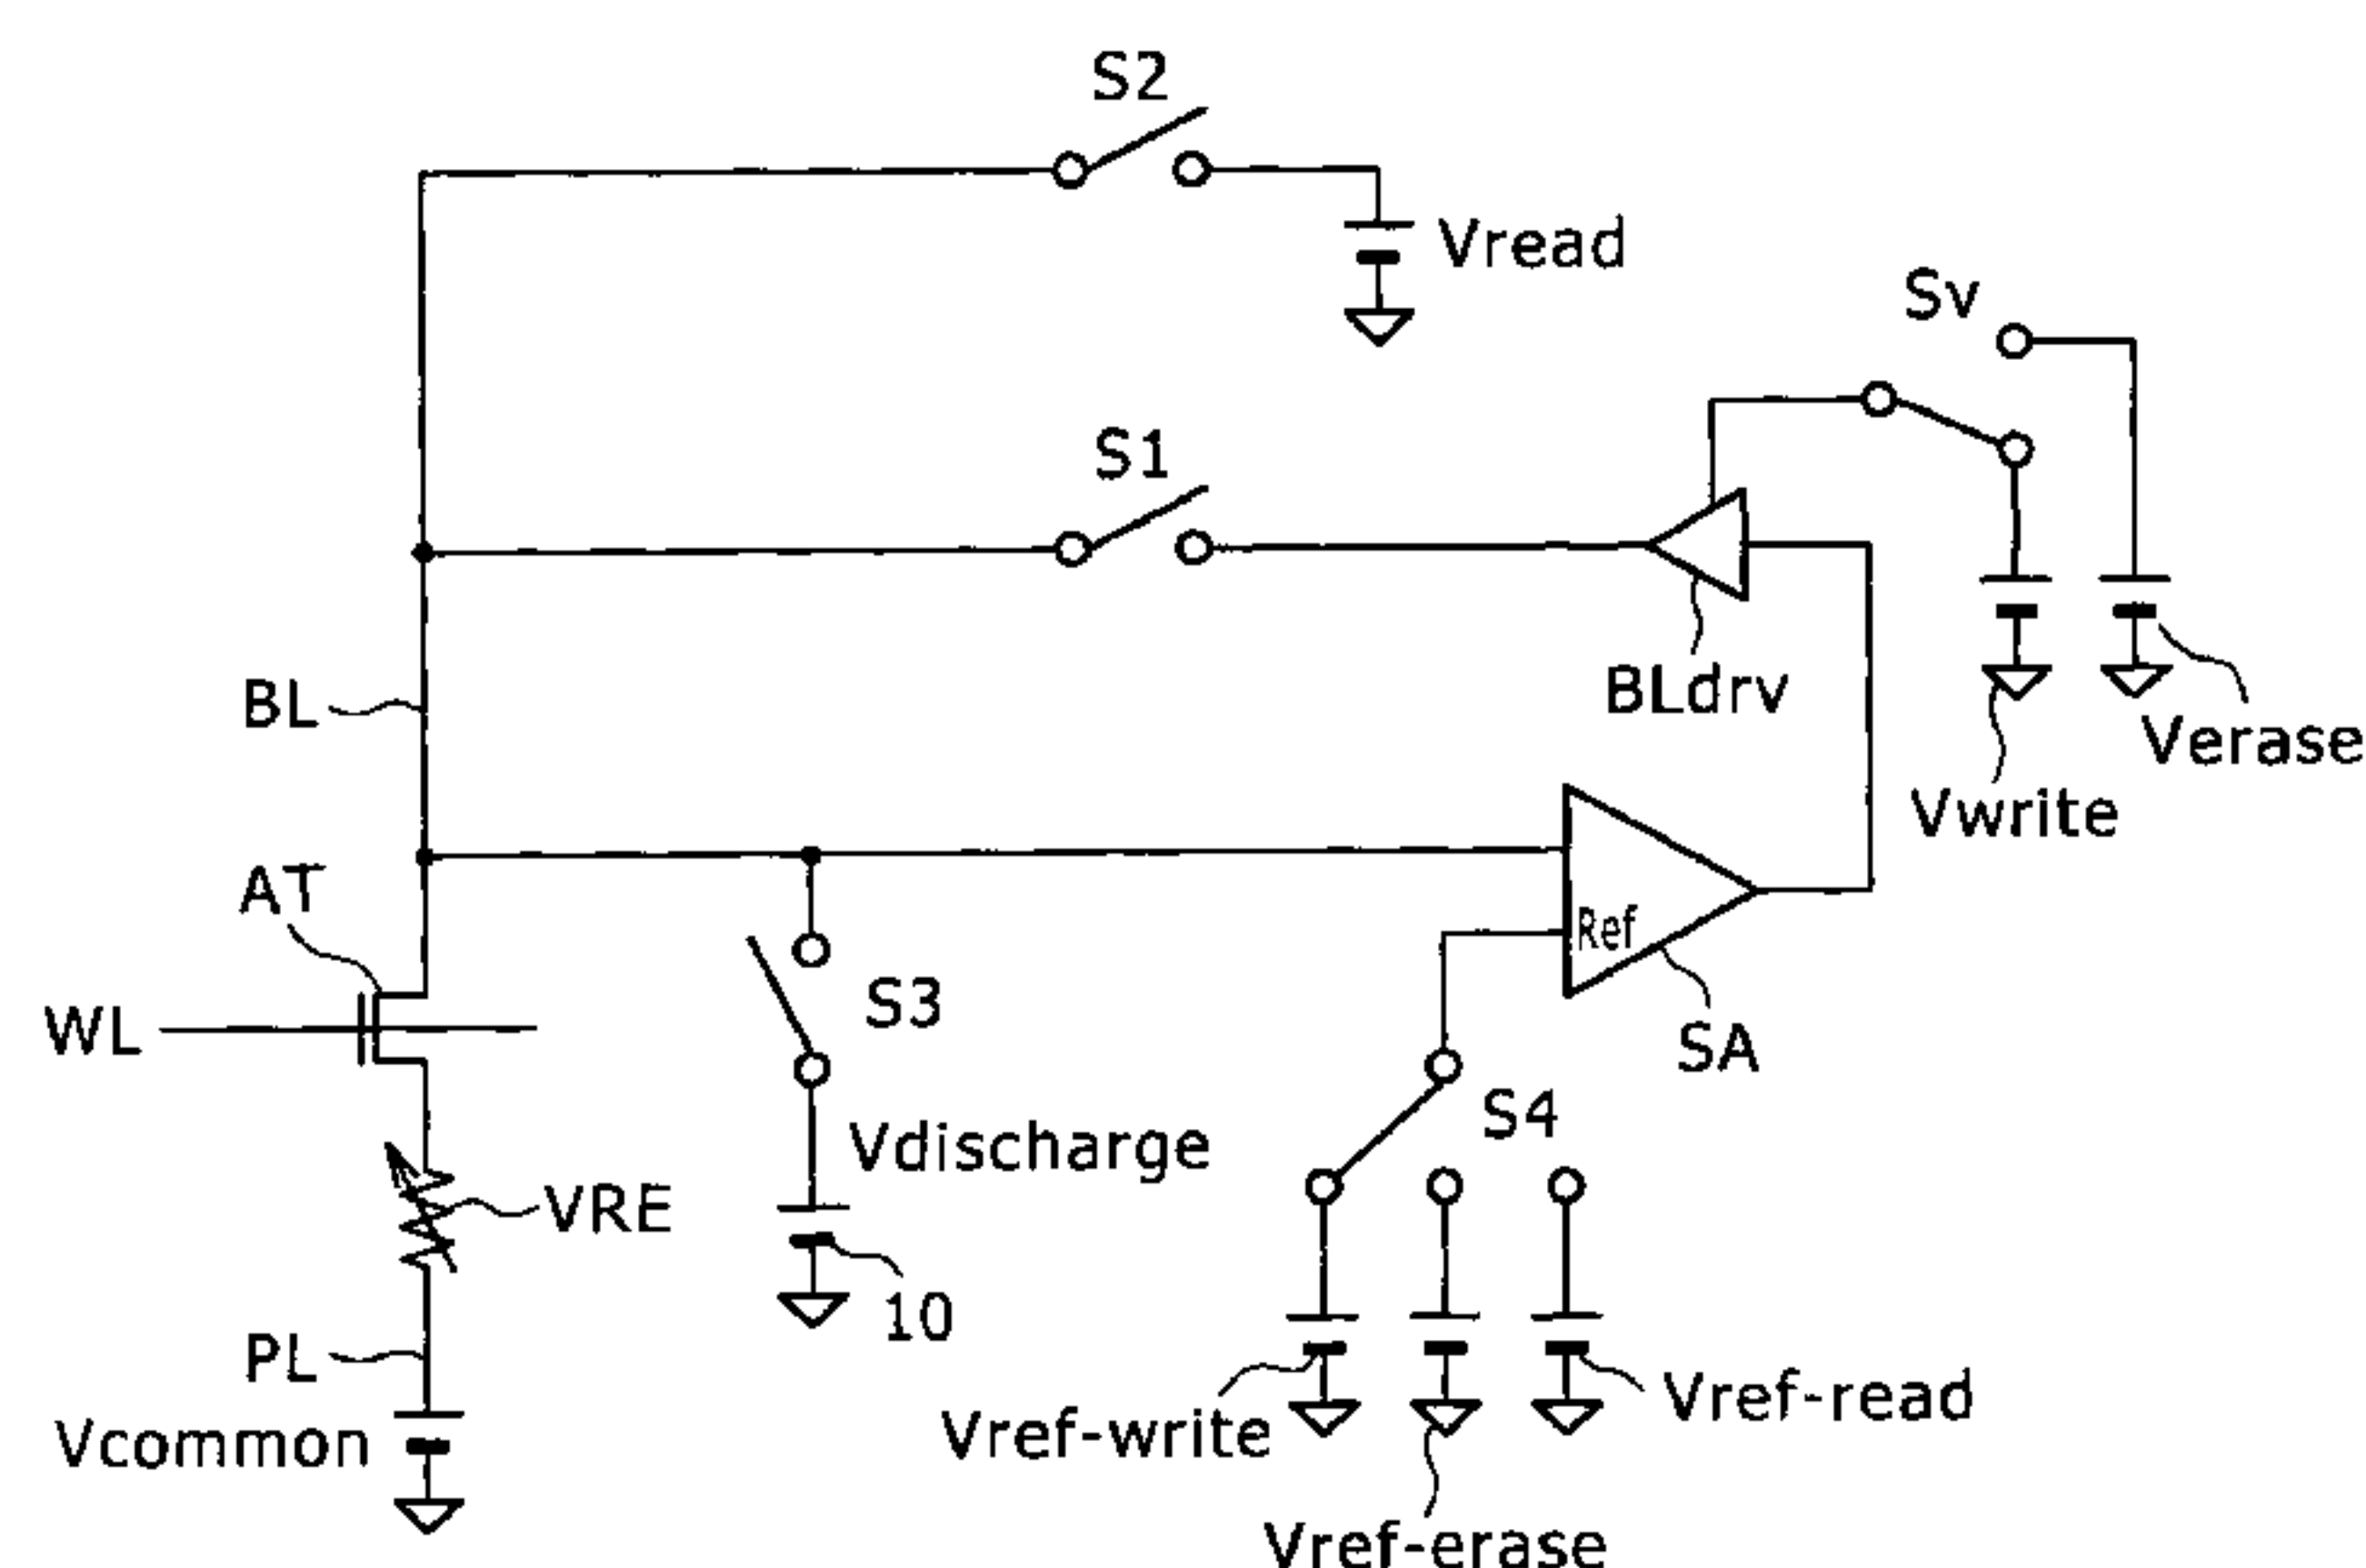 S2
Vread
Sv
S1
BL
BLdrv
Verase
Vwrite
AT
Ref
WL
S3
SA
S4
Vdischarge
VRE
10
PL
Vref-read
Vcommon
Vref-write
Vref-erase